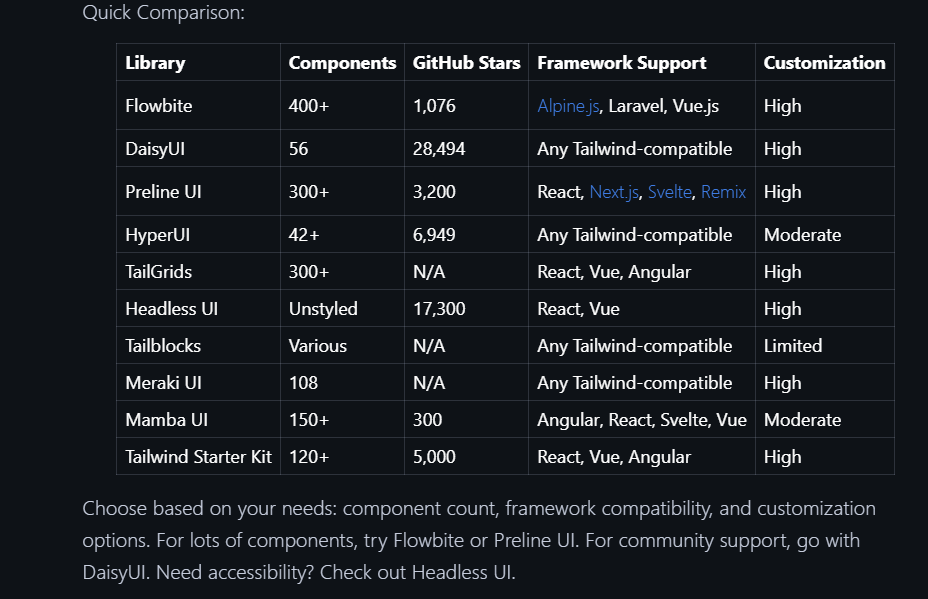 Quick Comparison:
Library Components GitHub Stars Framework Support Customization
Flowbite 400+ 1,076 Alpine.js, Laravel, Vue.js High
DaisyUI 56 28,494 Any Tailwind-compatible High
Preline UI 300+ 3,200 React, Next.js, Svelte, Remix High
HyperUI 42+ 6,949 Any Tailwind-compatible Moderate
TailGrids 300+ N/A React, Vue, Angular High
Headless UI Unstyled 17,300 React, Vue High
Tailblocks Various N/A Any Tailwind-compatible Limited
Meraki UI 108 N/A Any Tailwind-compatible High
Mamba UI 150+ 300 Angular, React, Svelte, Vue Moderate
Tailwind Starter Kit 120+ 5,000 React, Vue, Angular High
Choose based on your needs: component count, framework compatibility, and customization
options. For lots of components, try Flowbite or Preline UI. For community support, go with
DaisyUI. Need accessibility? Check out Headless UI.